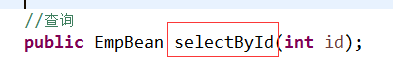 //查询
public EmpBean selectById(int id);